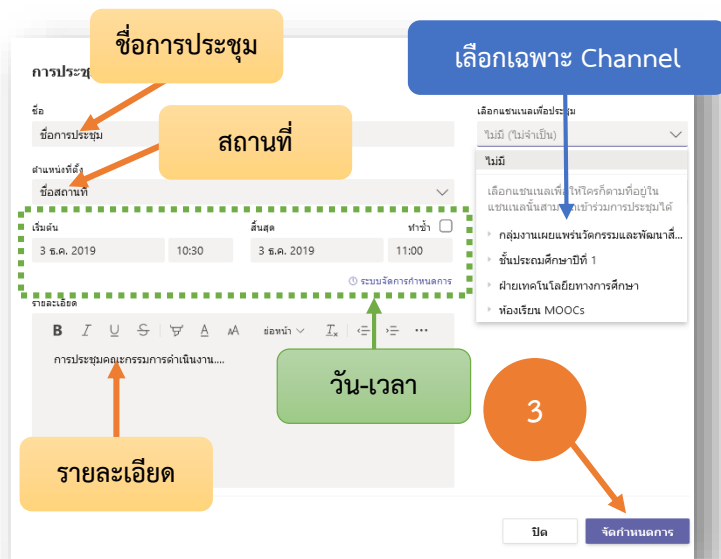 ชื่อการประชุม
เลือกเฉพาะ Channel
การประชุ
ชื่อ
เลือกแชนเนลเพื่อประชุม
ชื่อการประชุม
ไม่มี (ไม่จำเป็น)
สถานที่
ไม่มี
ตำแหน่งที่ตั้ง
ชื่อสถานที่
เลือกแชนเนลเพื่อให้ใครก็ตามที่อยู่ใน
แชนเนลนั้นสามารถเข้าร่วมการประชุมได้
เริ่มต้น สิ้นสุด ทำซ้ำ
กลุ่มงานเผยแพร่นวัตกรรมและพัฒนาสื่...
3 ธ.ค. 2019 10:30 3 ธ.ค. 2019 11:00
ชั้นประถมศึกษาปีที่ 1
ระบบจัดการกำหนดการ
ฝ่ายเทคโนโลยียทางการศึกษา
รายละเอียด
ห้องเรียน MOOCs
B I U S A AA ย่อหน้า Tx ...
การประชุมคณะกรรมการดำเนินงาน....
วัน-เวลา
3
รายละเอียด
ปิด จัดกำหนดการ